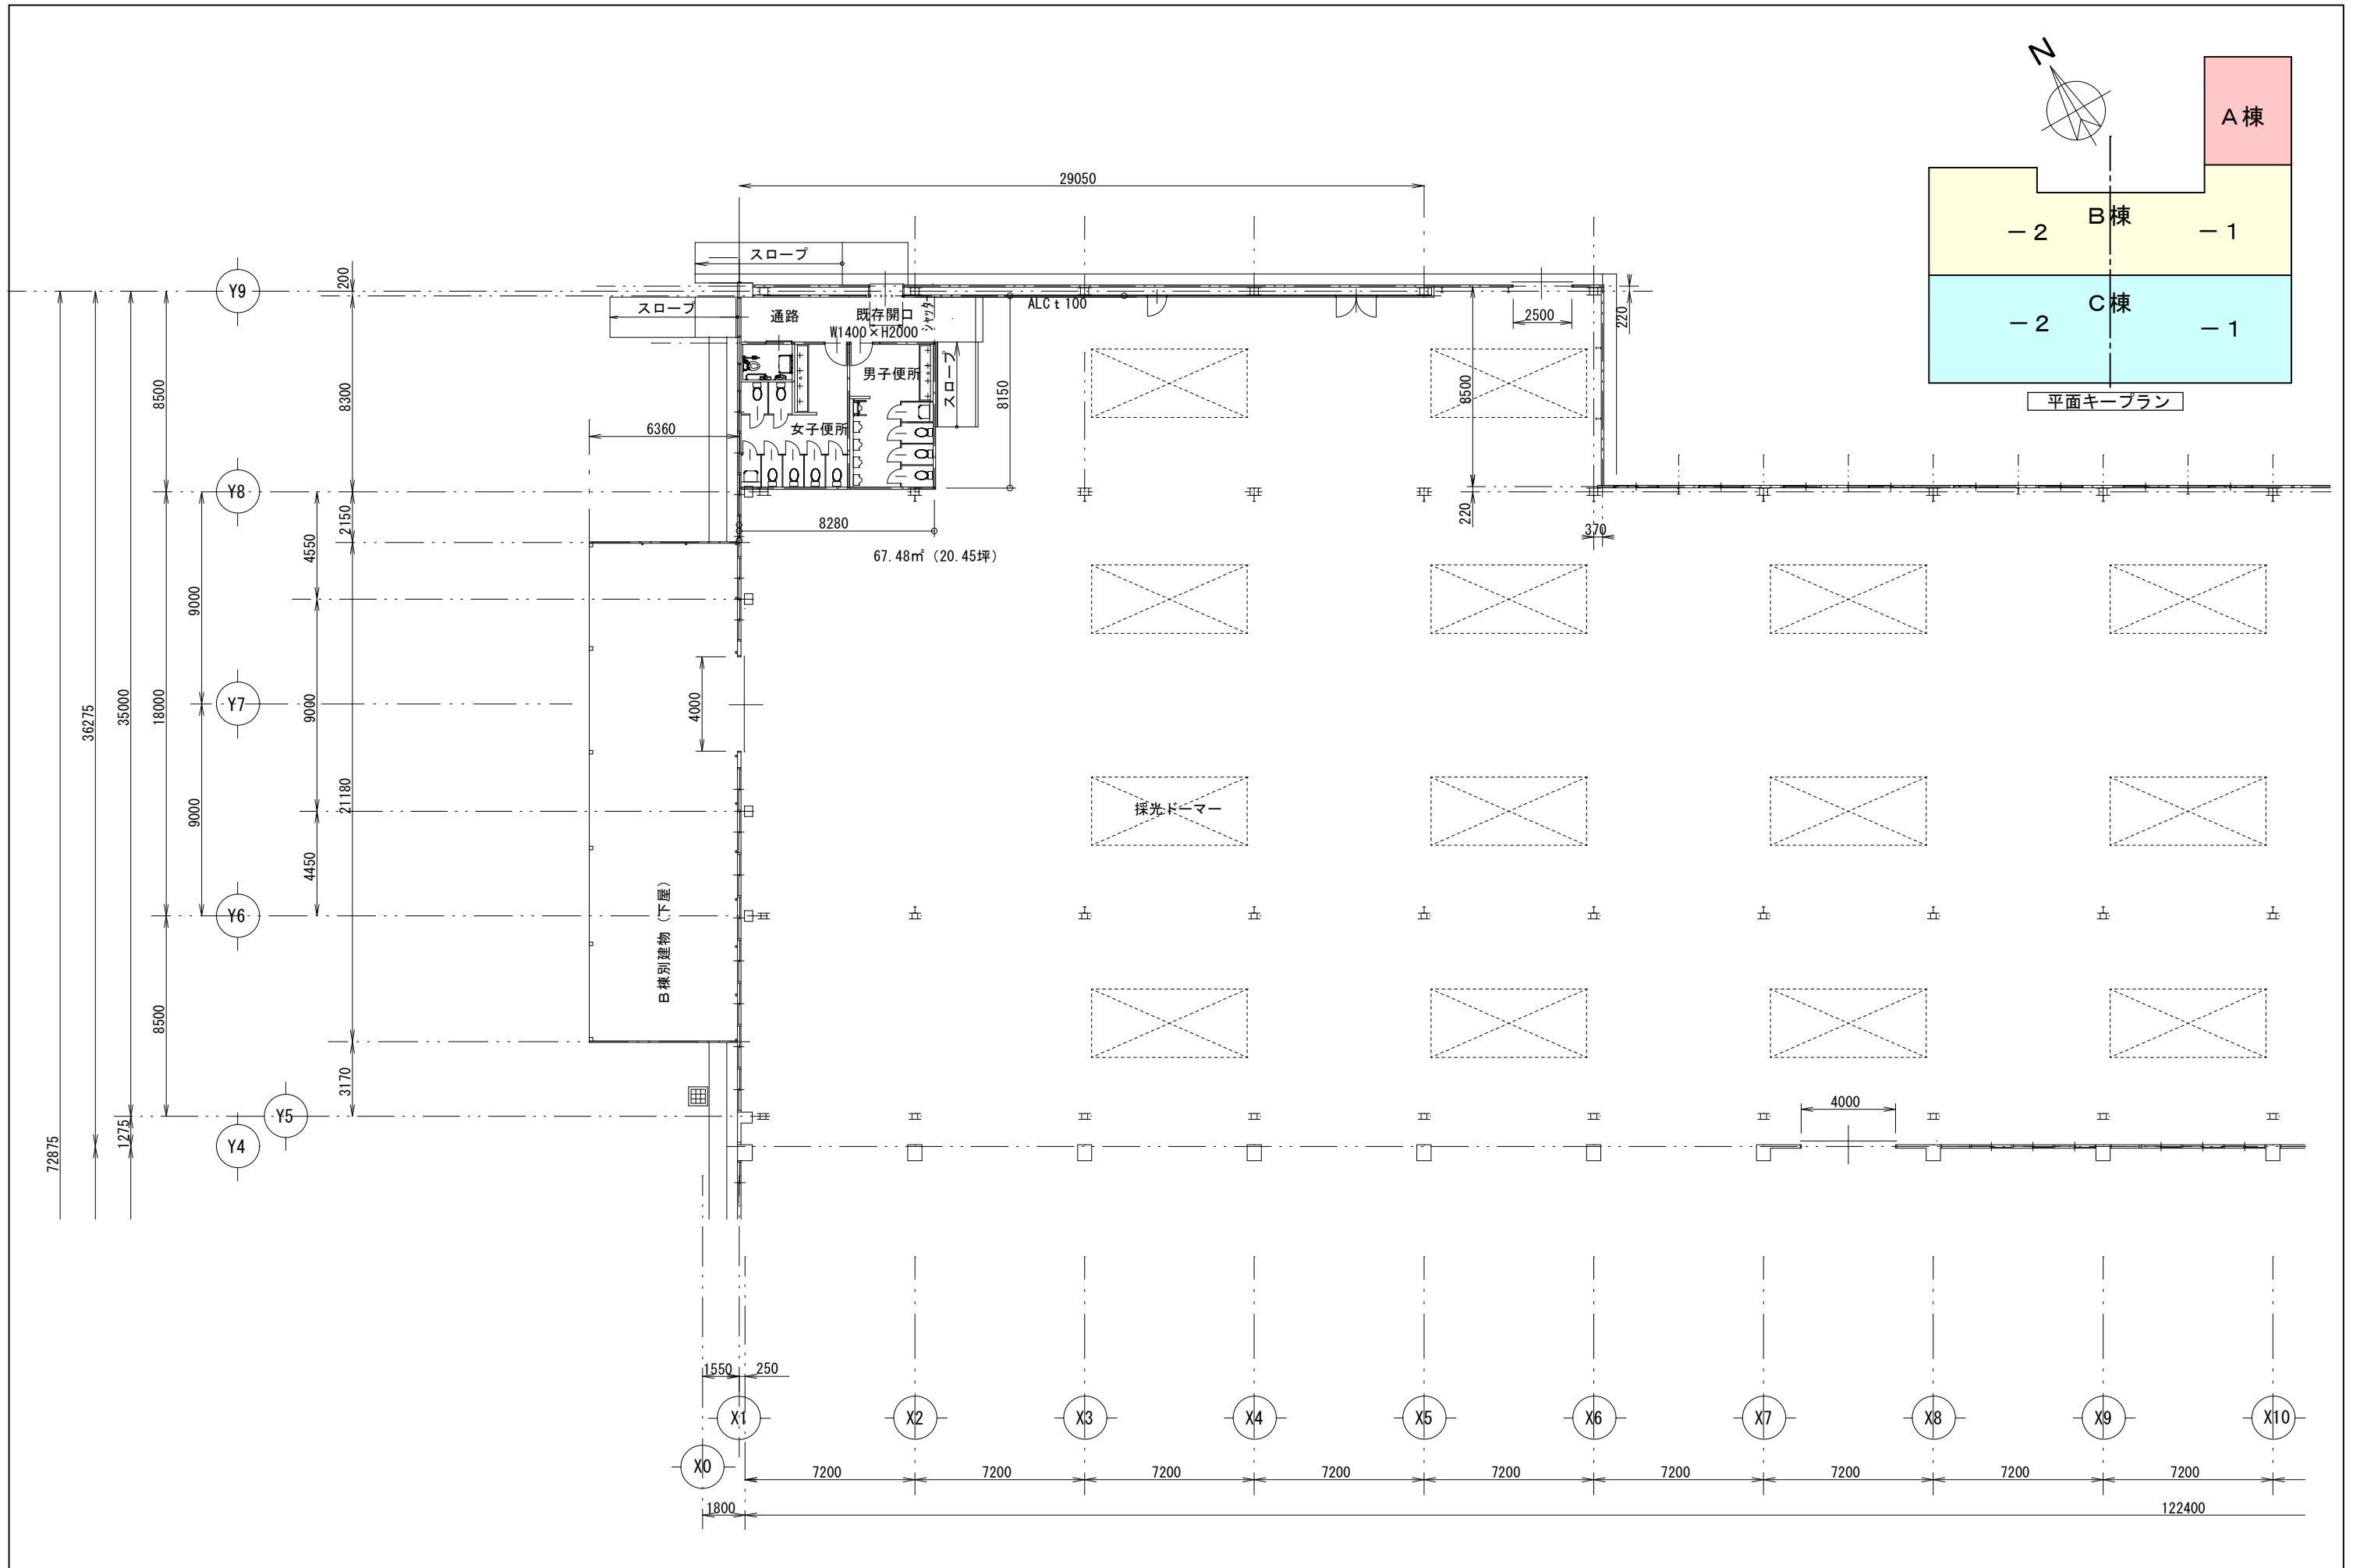 N
A棟
B棟
－2
－1
C棟
－2
－1
平面キープラン
29050
スロープ
Y9
200
スロープ
通路
既存開口
W1400×H2000
シャッター
ALCｔ100
2500
220
8500
8300
男子便所
スロープ
8150
8500
6360
女子便所
Y8
2150
4550
8280
220
370
67.48㎡（20.45坪）
9000
Y7
4000
9000
18000
35000
36275
9000
21180
採光ドーマー
4450
B棟別建物（下屋）
Y6
8500
3170
Y5
4000
1275
Y4
72875
1550
250
X1
X2
X3
X4
X5
X6
X7
X8
X9
X10
X0
7200
7200
7200
7200
7200
7200
7200
7200
7200
1800
122400